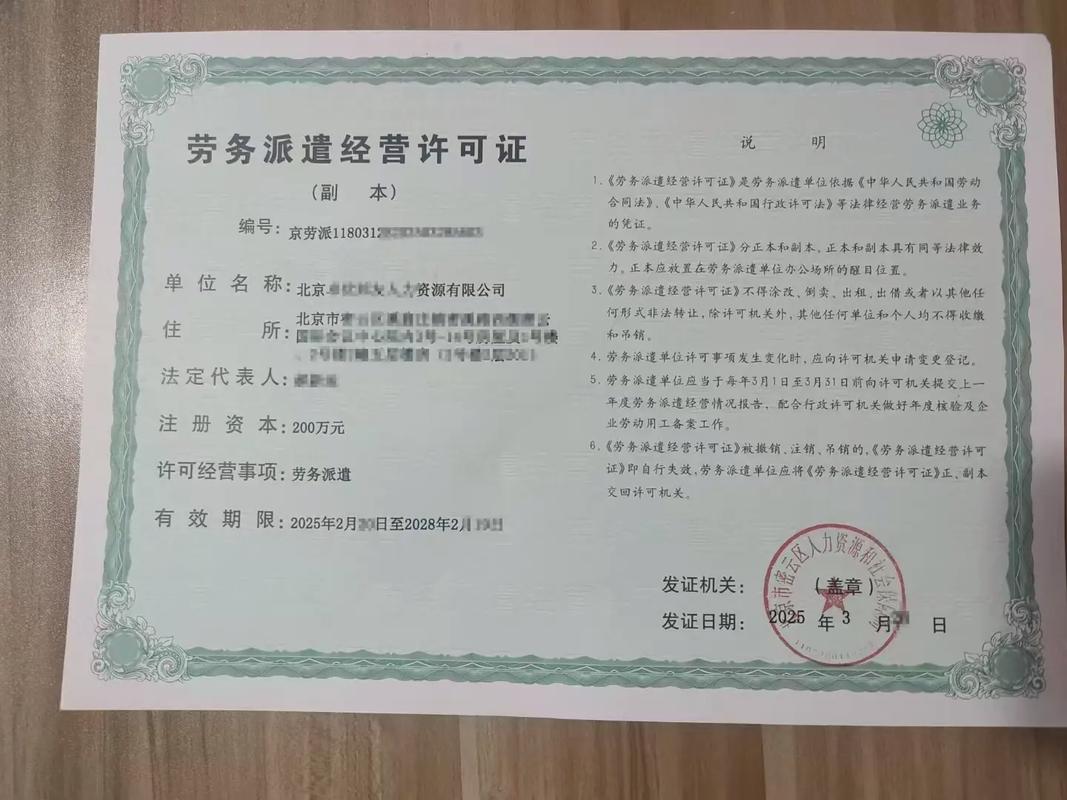 劳务派遣经营许可证
（副 本）
编号：京劳派1180312
单位名称：北京 资源有限公司
住 所：北京市
法定代表人：
注册资本：200万元
许可经营事项：劳务派遣
有效期限：2025年2月 日至2028年2月
说 明
1.《劳务派遣经营许可证》是劳务派遣单位依据《中华人民共和国劳动
合同法》、《中华人民共和国行政许可法》等法律经营劳务派遣业务
的凭证。
2.《劳务派遣经营许可证》分正本和副本，正本和副本具有同等法律效
力。正本应放置在劳务派遣单位办公场所的醒目位置。
3.《劳务派遣经营许可证》不得涂改、倒卖、出租、出借或者以其他任
何形式非法转让，除许可机关外，其他任何单位和个人均不得收缴
和吊销。
4.劳务派遣单位许可事项发生变化时，应向许可机关申请变更登记。
5.劳务派遣单位应当于每年3月1日至3月31日前向许可机关提交上一
年度劳务派遣经营情况报告，配合行政许可机关做好年度核验及企
业劳动用工备案工作。
6.《劳务派遣经营许可证》被撤销、注销、吊销的，《劳务派遣经营许可
证》即自行失效，劳务派遣单位应将《劳务派遣经营许可证》正、副本
交回许可机关。
发证机关：（盖章）
发证日期：2025年3月 日
市密云区人力资源和社会